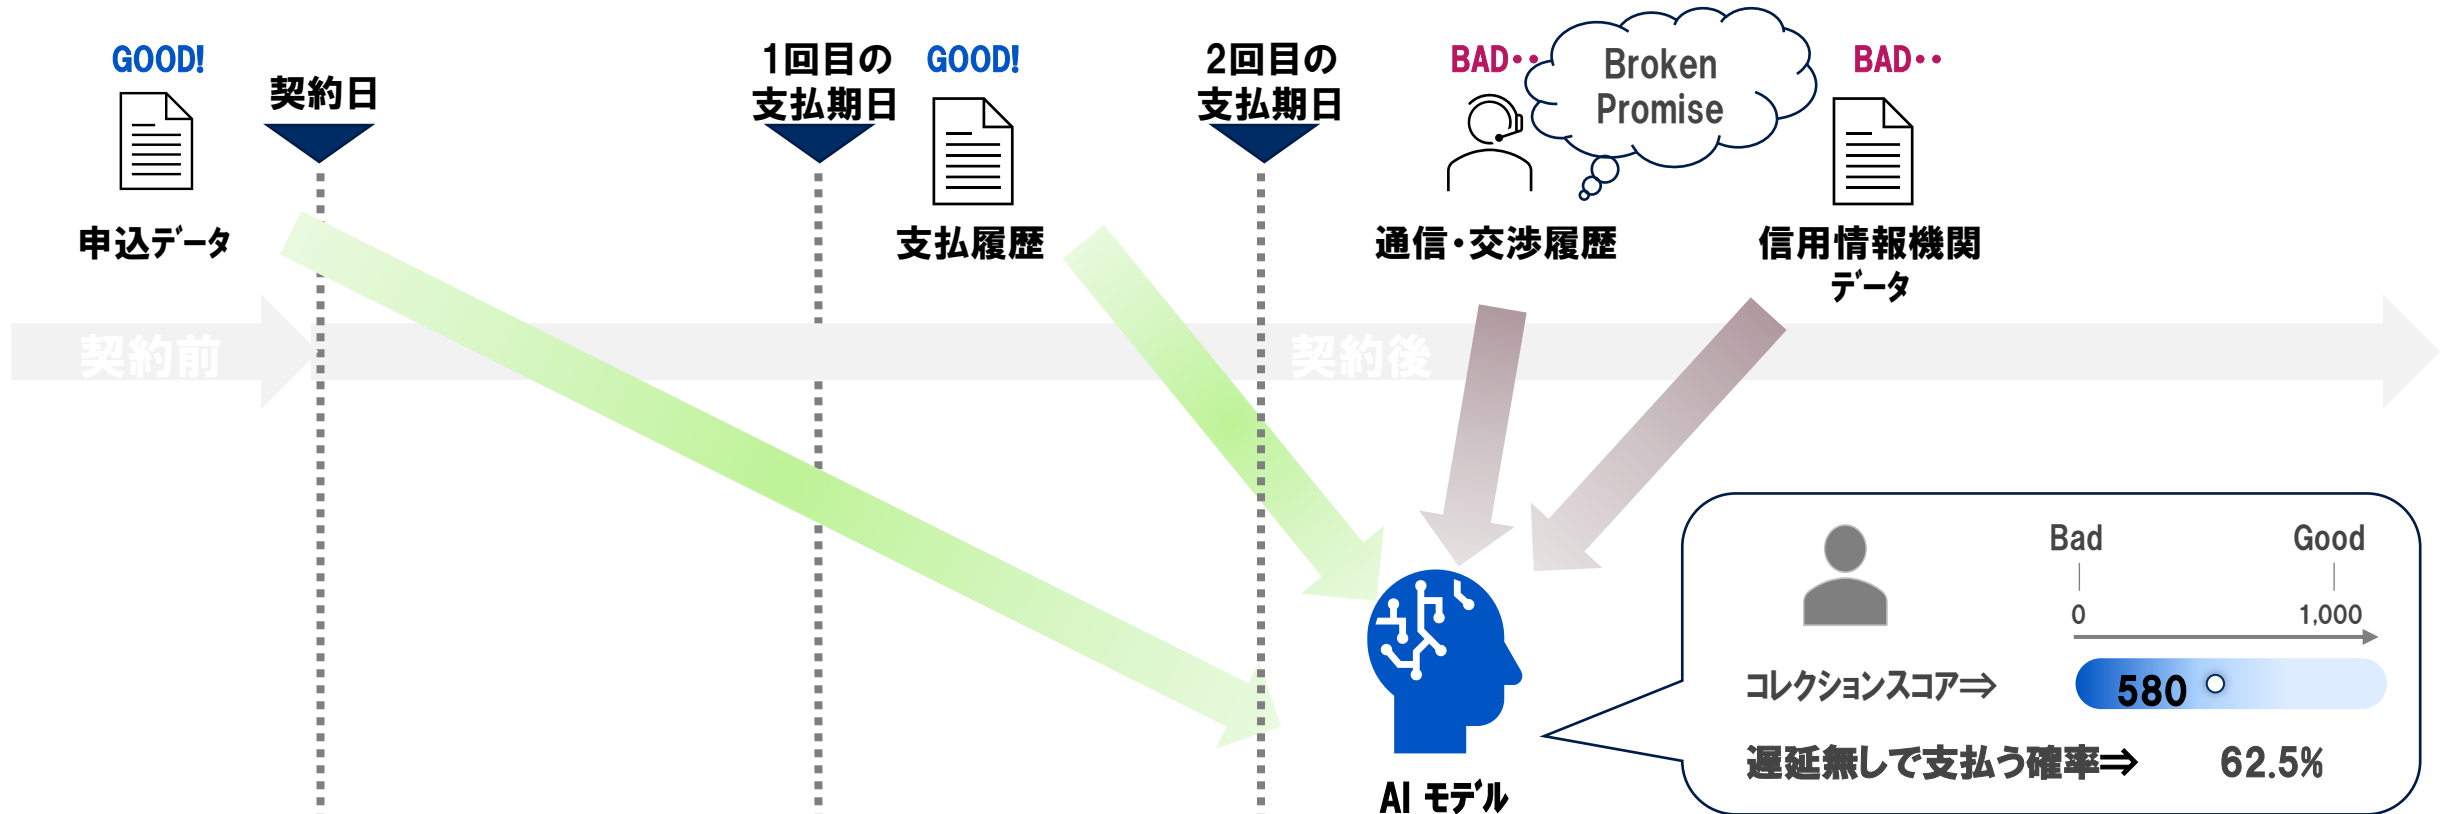 GOOD!
契約日
1回目の
支払期日
GOOD!
2回目の
支払期日
BAD・・
Broken
Promise
BAD・・
申込データ
支払履歴
通信・交渉履歴
信用情報機関
データ
契約前
契約後
Bad
Good
0
1,000
コレクションスコア⇒
580
遅延無しで支払う確率⇒
62.5%
AI モデル